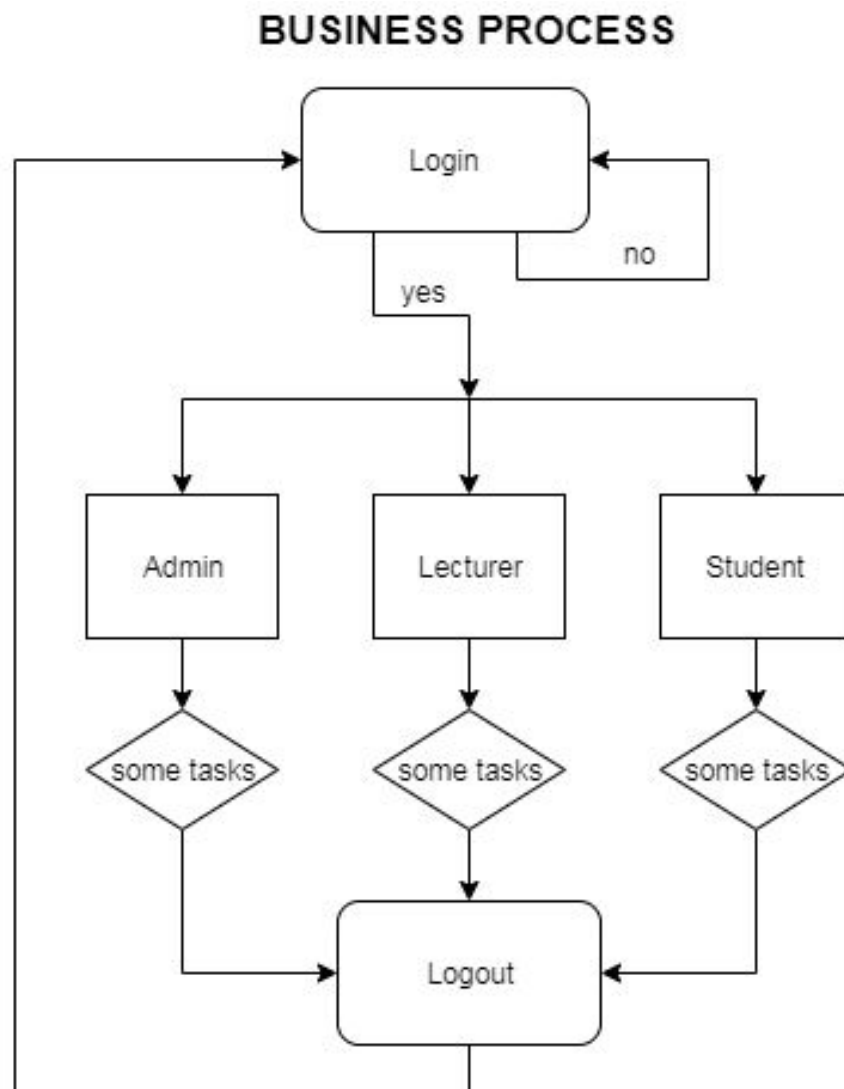 BUSINESS PROCESS
Login
no
yes
Admin
Lecturer
Student
some tasks
some tasks
some tasks
Logout